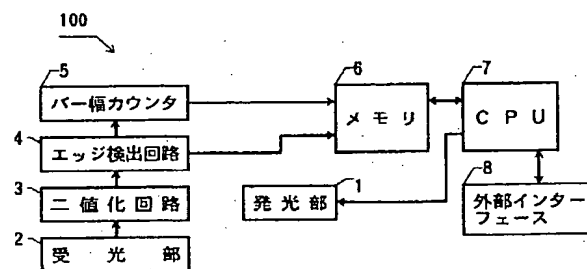 100
5
バー幅カウンタ
4
エッジ検出回路
3
二値化回路
2
受光部
6
メモリ
7
CPU
1
発光部
8
外部インター
フェース